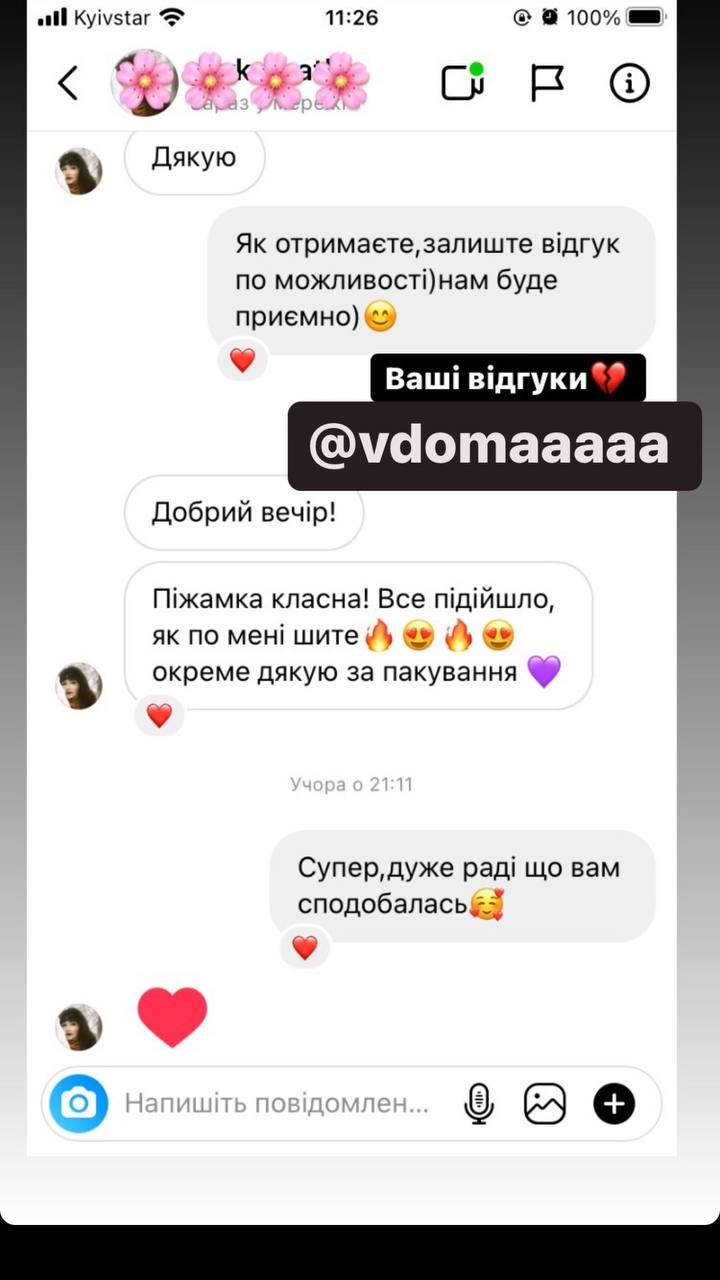 Kyivstar 11:26 100%
Зараз у мережі
Дякую
Як отримаєте,залиште відгук
по можливості)нам буде
приємно)😊
❤️
Ваші відгуки💔
@vdomaaaaa
Добрий вечір!
Піжамка класна! Все підійшло,
як по мені шите🔥😍🔥😍
окреме дякую за пакування 💜
❤️
Учора о 21:11
Супер,дуже раді що вам
сподобалась🥰
❤️
❤️
Напишіть повідомлен...